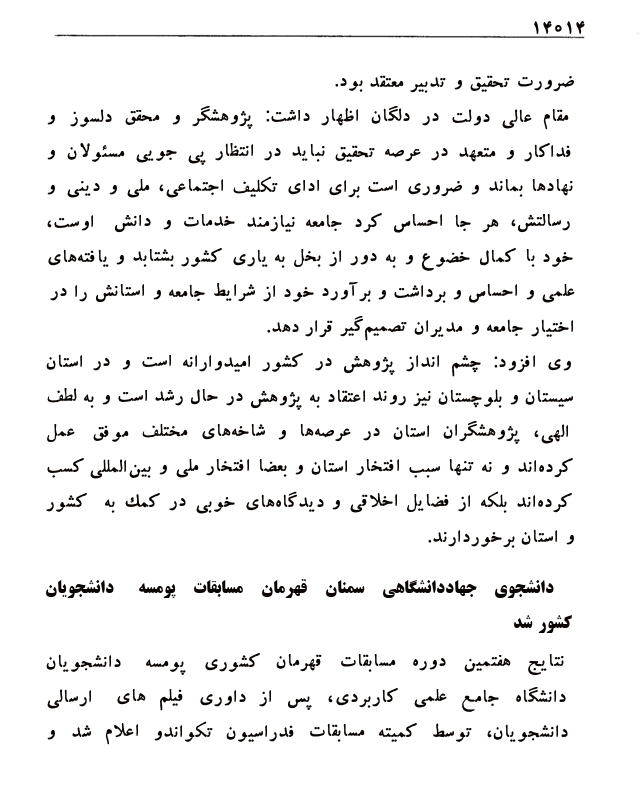 ۱۴۰۱۴
ضرورت تحقیق و تدبیر معتقد بود.
مقام عالی دولت در دلگان اظهار داشت: پژوهشگر و محقق دلسوز و
فداکار و متعهد در عرصه تحقیق نباید در انتظار پی جویی مسئولان و
نهادها بماند و ضروری است برای ادای تکلیف اجتماعی، ملی و دینی و
رسالتش، هر جا احساس کرد جامعه نیازمند خدمات و دانش اوست،
خود با کمال خضوع و به دور از بخل به یاری کشور بشتابد و یافته‌های
علمی و احساس و برداشت و برآورد خود از شرایط جامعه و استانش را در
اختیار جامعه و مدیران تصمیم‌گیر قرار دهد.
وی افزود: چشم انداز پژوهش در کشور امیدوارانه است و در استان
سیستان و بلوچستان نیز روند اعتقاد به پژوهش در حال رشد است و به لطف
الهی، پژوهشگران استان در عرصه‌ها و شاخه‌های مختلف موفق عمل
کرده‌اند و نه تنها سبب افتخار استان و بعضا افتخار ملی و بین‌المللی کسب
کرده‌اند بلکه از فضایل اخلاقی و دیدگاه‌های خوبی در کمک به کشور
و استان برخوردارند.
دانشجوی جهاددانشگاهی سمنان قهرمان مسابقات پومسه دانشجویان
کشور شد
نتایج هفتمین دوره مسابقات قهرمان کشوری پومسه دانشجویان
دانشگاه جامع علمی کاربردی، پس از داوری فیلم های ارسالی
دانشجویان، توسط کمیته مسابقات فدراسیون تکواندو اعلام شد و